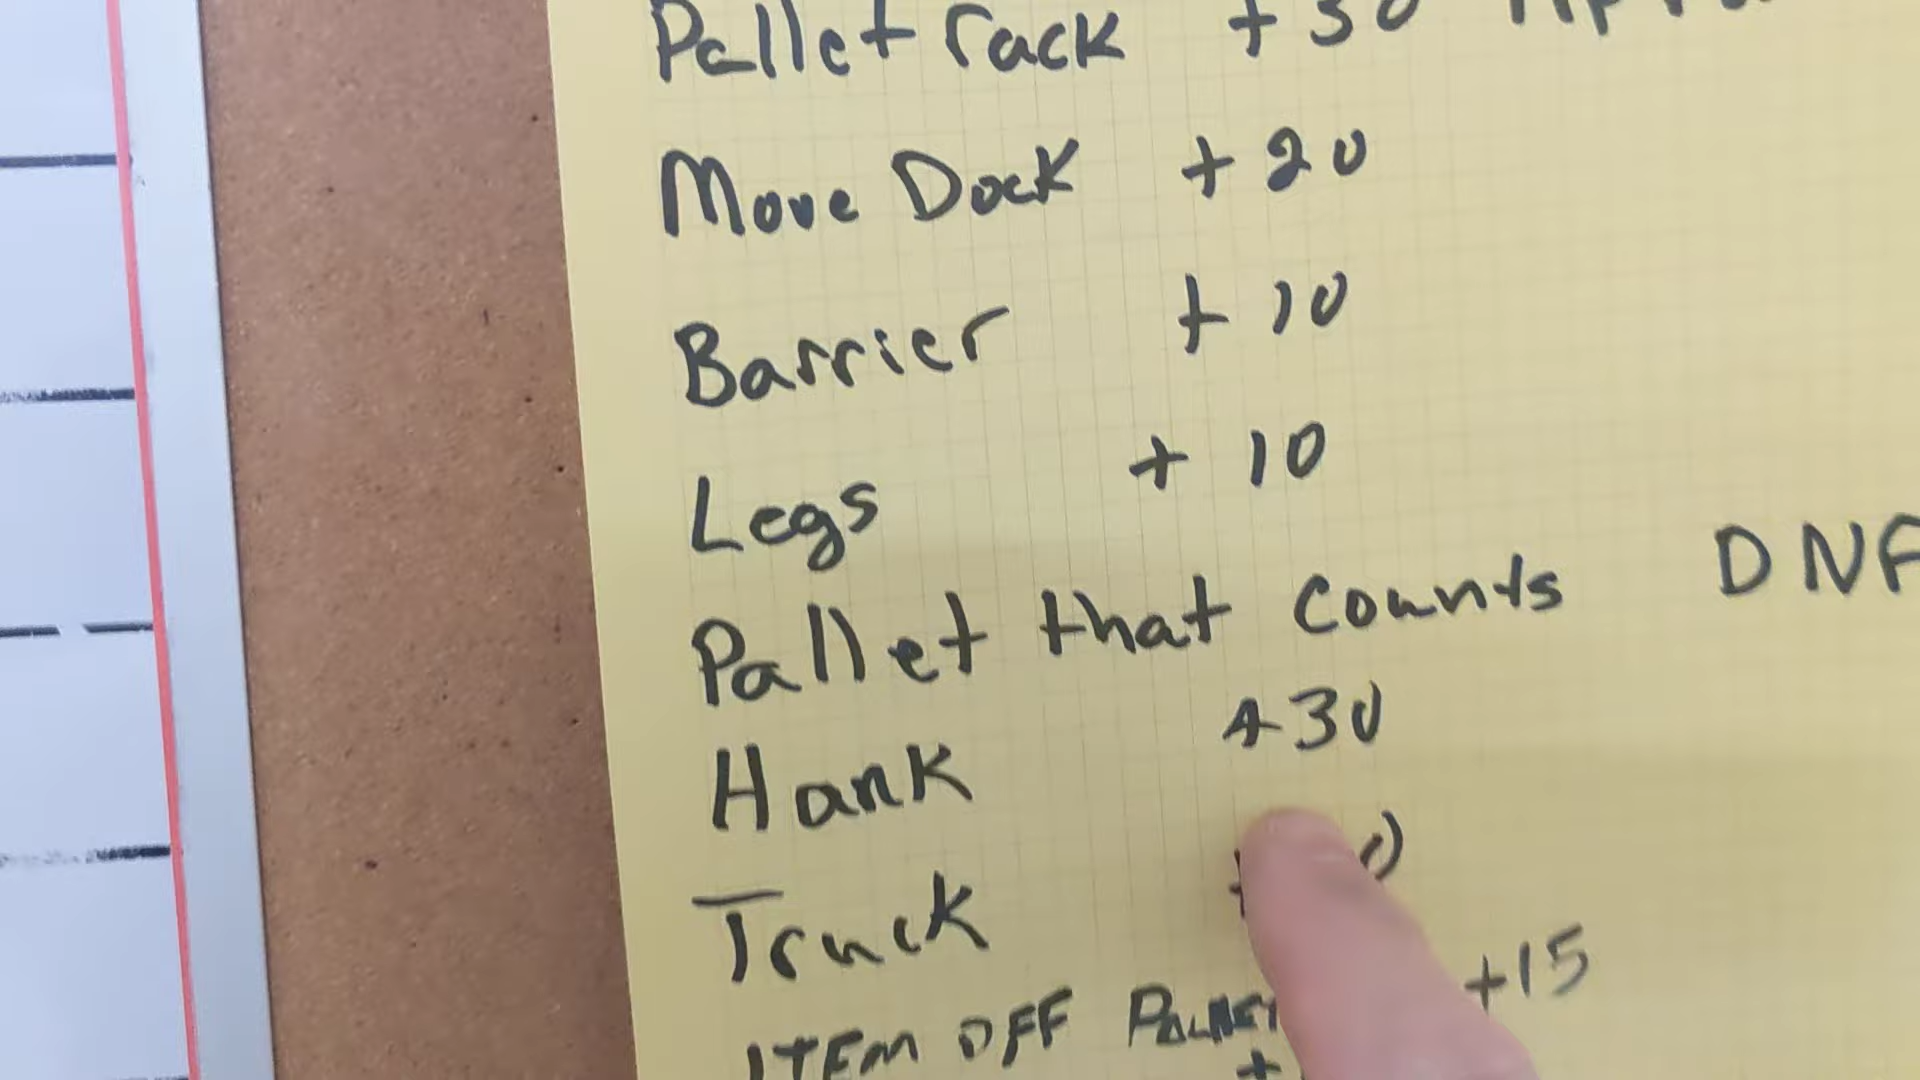 Pallet rack +30
Move Dock +20
Barrier +10
Legs +10
Pallet that Counts DNF
Hank +30
Truck
ITEM OFF PALLET +15